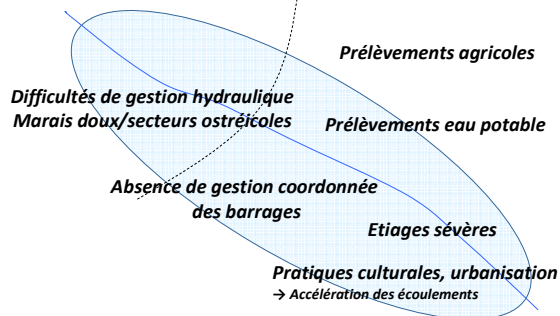 Prélèvements agricoles
Difficultés de gestion hydraulique
Marais doux/secteurs ostréicoles
Prélèvements eau potable
Absence de gestion coordonnée
des barrages
Etiages sévères
Pratiques culturales, urbanisation
→ Accélération des écoulements